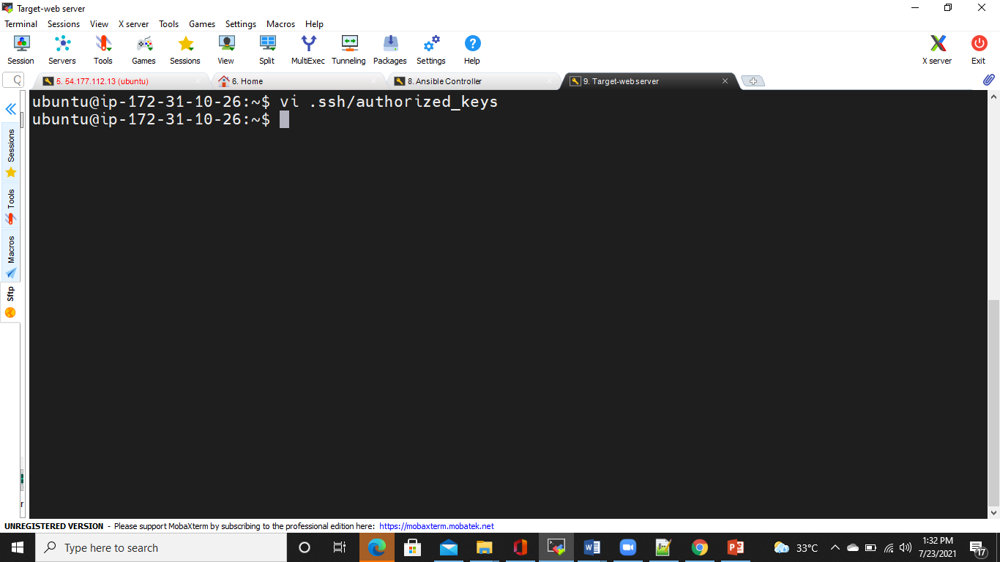 Target-web server
Terminal Sessions View X server Tools Games Settings Macros Help
Session Servers Tools Games Sessions View Split MultiExec Tunneling Packages Settings Help X server Exit
5. 54.177.112.13 (ubuntu) 6. Home 8. Ansible Controller 9. Target-web server
ubuntu@ip-172-31-10-26:~$ vi .ssh/authorized_keys
ubuntu@ip-172-31-10-26:~$
Sessions
Tools
Macros
Sftp
UNREGISTERED VERSION - Please support MobaXterm by subscribing to the professional edition here: https://mobaxterm.mobatek.net
Type here to search
33°C
1:32 PM
7/23/2021
17